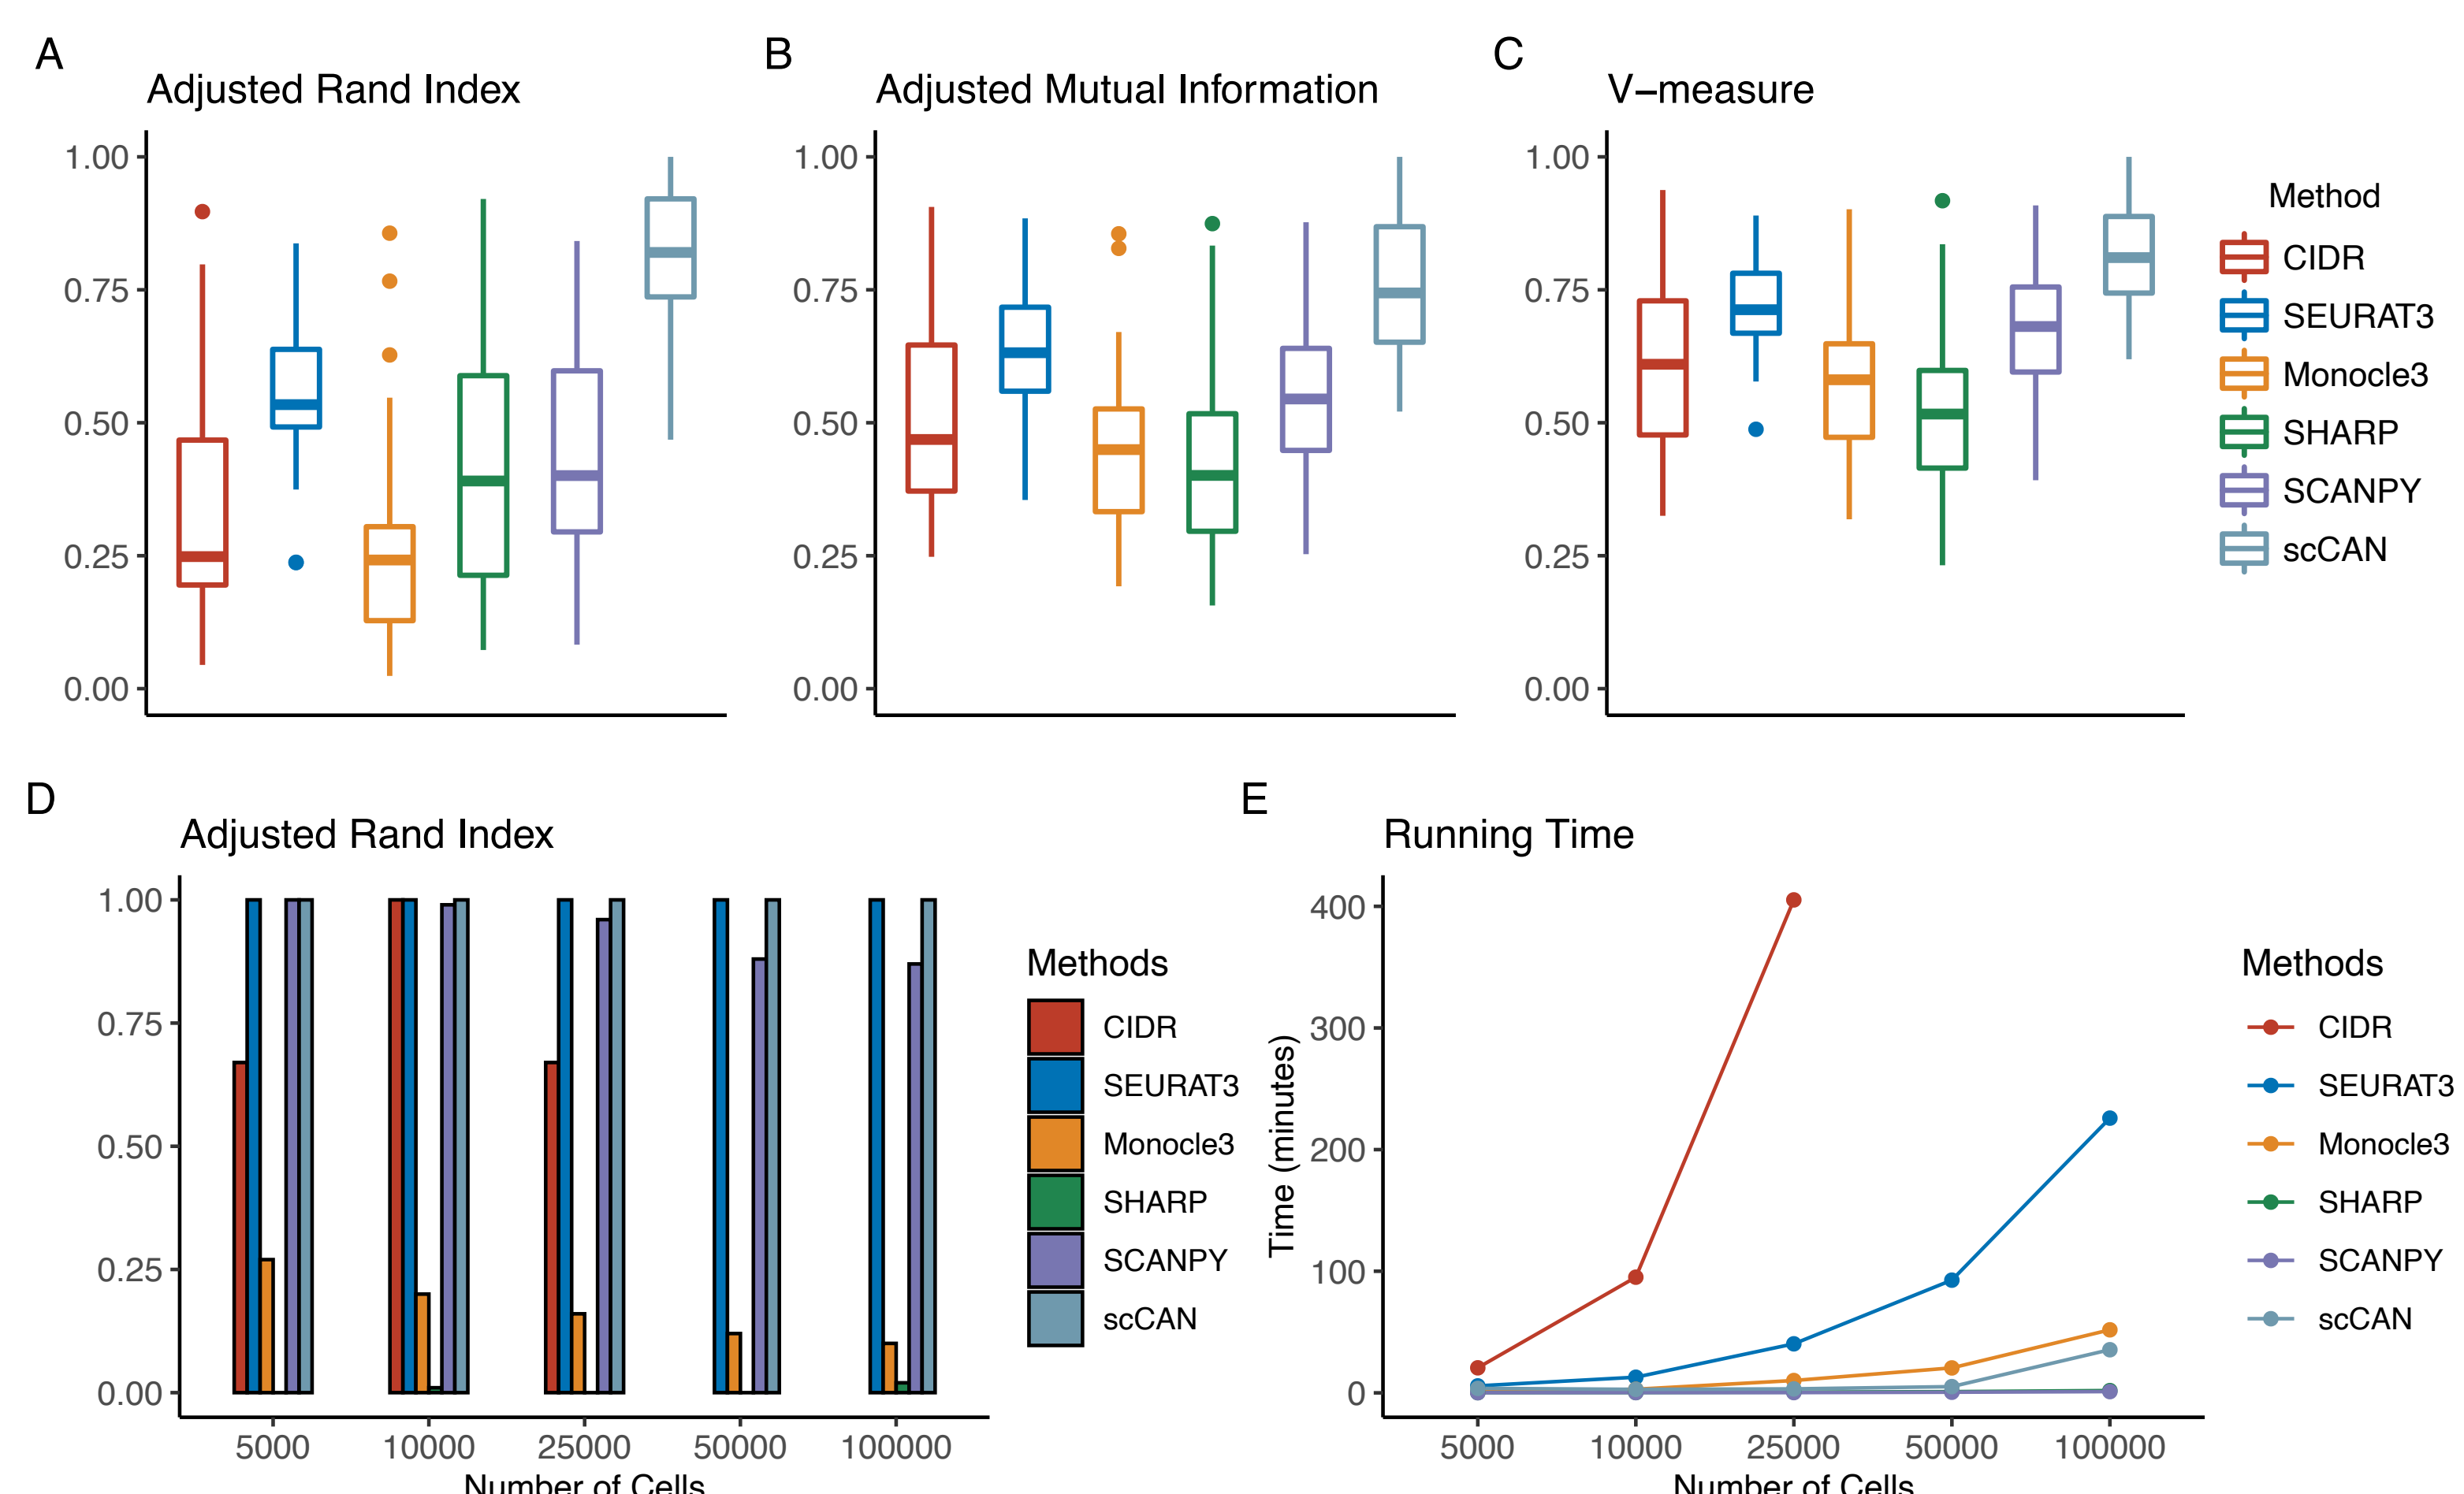 A
Adjusted Rand Index
1.00
0.75
0.50
0.25
0.00
B
Adjusted Mutual Information
1.00
0.75
0.50
0.25
0.00
C
V−measure
1.00
0.75
0.50
0.25
0.00
Method
CIDR
SEURAT3
Monocle3
SHARP
SCANPY
scCAN
D
Adjusted Rand Index
1.00
0.75
0.50
0.25
0.00
5000 10000 25000 50000 100000
Number of Cells
Methods
CIDR
SEURAT3
Monocle3
SHARP
SCANPY
scCAN
E
Running Time
Time (minutes)
400
300
200
100
0
5000 10000 25000 50000 100000
Number of Cells
Methods
CIDR
SEURAT3
Monocle3
SHARP
SCANPY
scCAN